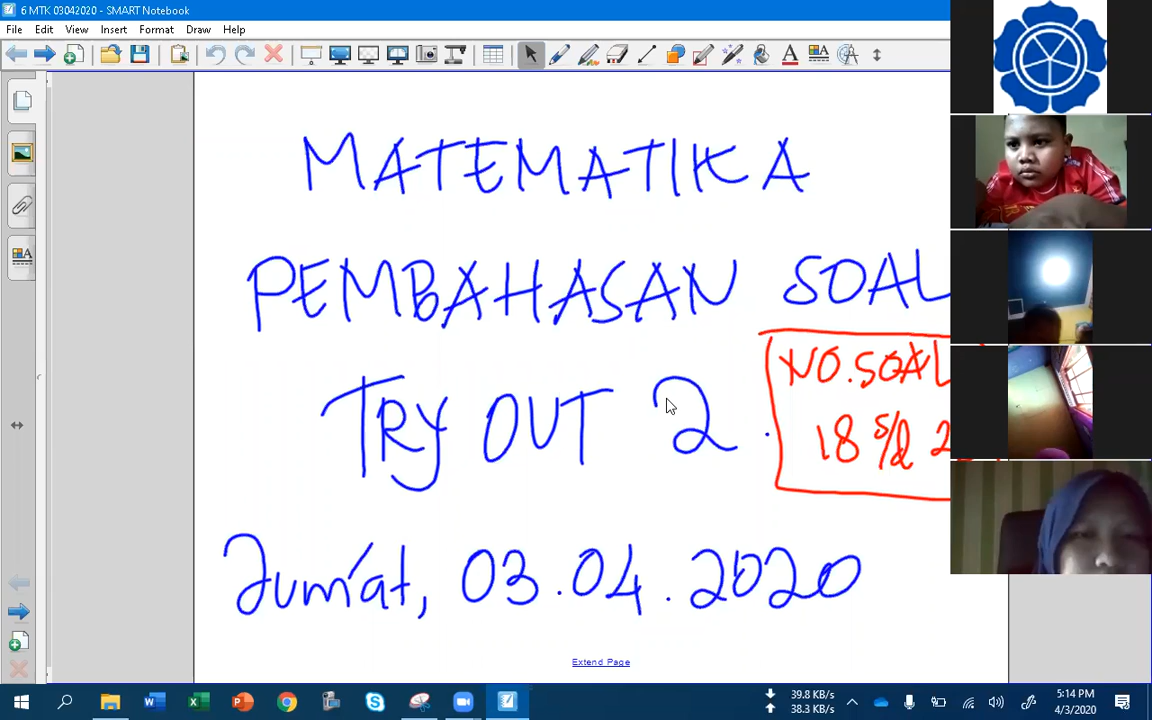 6 MTK 03042020 - SMART Notebook
File Edit View Insert Format Draw Help
MATEMATIKA
PEMBAHASAN SOAL
TRY OUT 2
NO. SOAL
18 s/d 2
Jum'at, 03.04.2020
Extend Page
39.8 KB/s
38.3 KB/s
5:14 PM
4/3/2020